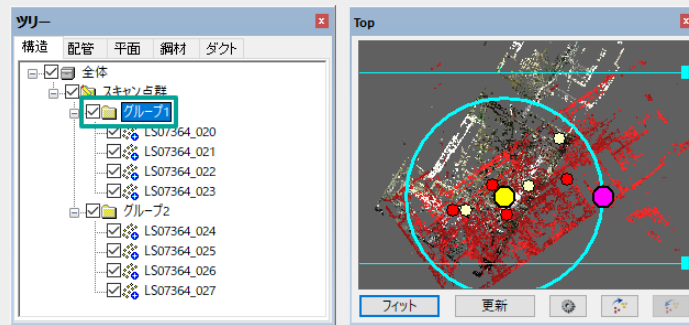 ツリー
構造 配管 平面 鋼材 ダクト
全体
スキャン点群
グループ1
LS07364_020
LS07364_021
LS07364_022
LS07364_023
グループ2
LS07364_024
LS07364_025
LS07364_026
LS07364_027
Top
フィット 更新